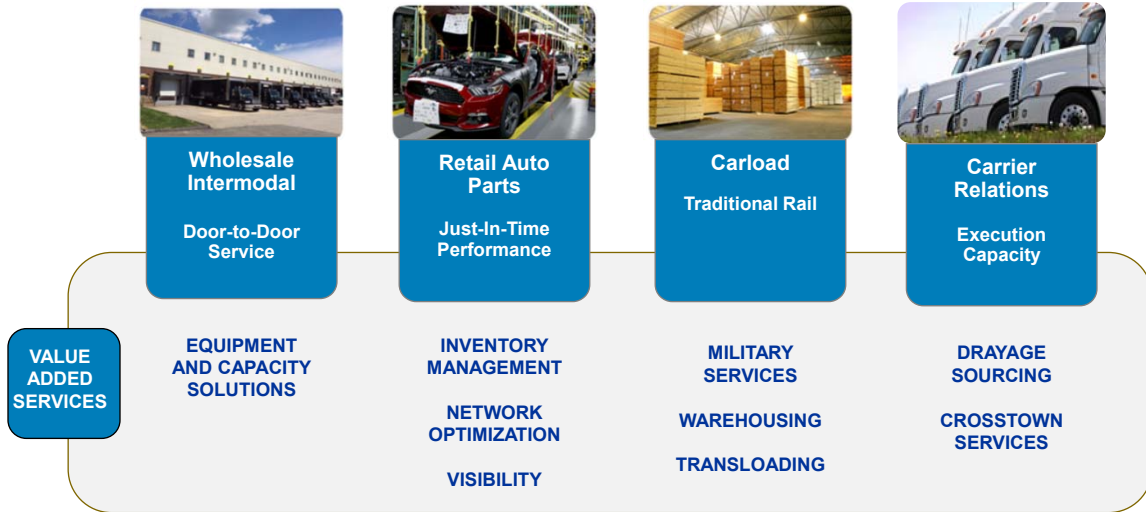 Wholesale
Intermodal
Door-to-Door
Service
Retail Auto
Parts
Just-In-Time
Performance
Carload
Traditional Rail
Carrier
Relations
Execution
Capacity
VALUE
ADDED
SERVICES
EQUIPMENT
AND CAPACITY
SOLUTIONS
INVENTORY
MANAGEMENT
NETWORK
OPTIMIZATION
VISIBILITY
MILITARY
SERVICES
WAREHOUSING
TRANSLOADING
DRAYAGE
SOURCING
CROSSTOWN
SERVICES